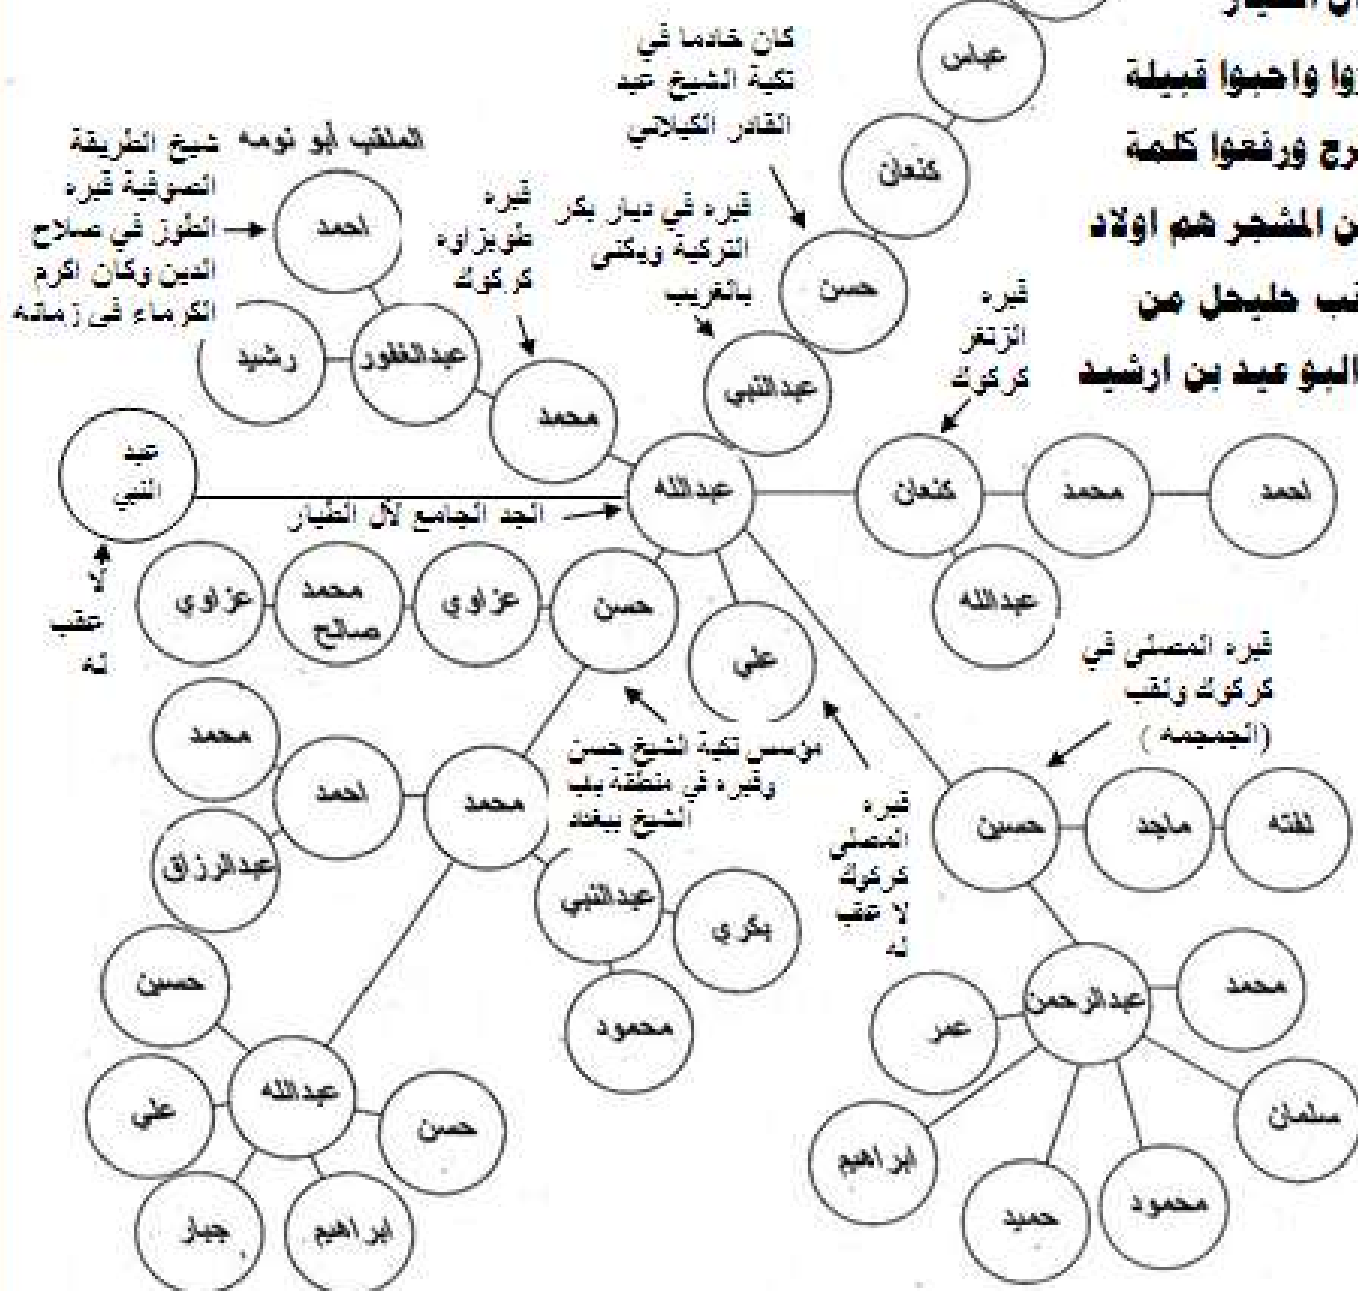 وا واحبوا قبيلة
رج ورفعوا كلمة
ن المشجر هم اولاد
حليحل من
البو عيد بن ارشيد
عباس
كنعان
كان خادما في
تكية الشيخ عبد
القادر الكيلاني
حسن
قبره في ديار بكر
التركية ويكنى
بالغريب
عبدالنبي
عبدالله
الجد الجامع لآل الطيار
الملقب أبو نومه
شيخ الطريقة
الصوفية قبره
الطوز في صلاح
الدين وكان اكرم
الكرماء في زمانه
احمد
رشيد
عبدالغفور
قبره
طويزاوه
كركوك
محمد
عبد
النبي
لا
عقب
له
قبره
الزنغر
كركوك
كنعان
محمد
احمد
عبدالله
حسن
عزاوي
محمد
صالح
عزاوي
مؤسس تكية الشيخ حسن
وقبره في منطقة باب
الشيخ ببغداد
علي
قبره
المصلى
كركوك
لا عقب
له
قبره المصلى في
كركوك ولقب
(الجمجمه )
حسين
ماجد
لفته
محمد
احمد
محمد
عبدالرزاق
عبدالنبي
بكري
محمود
عبدالله
حسين
علي
جبار
ابراهيم
حسن
عبدالرحمن
محمد
سلمان
محمود
حميد
ابراهيم
عمر